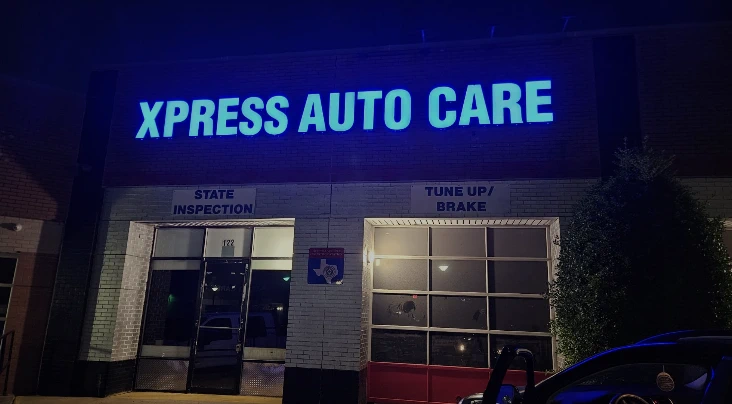 XPRESS AUTO CARE
STATE
INSPECTION
TUNE UP/
BRAKE
122